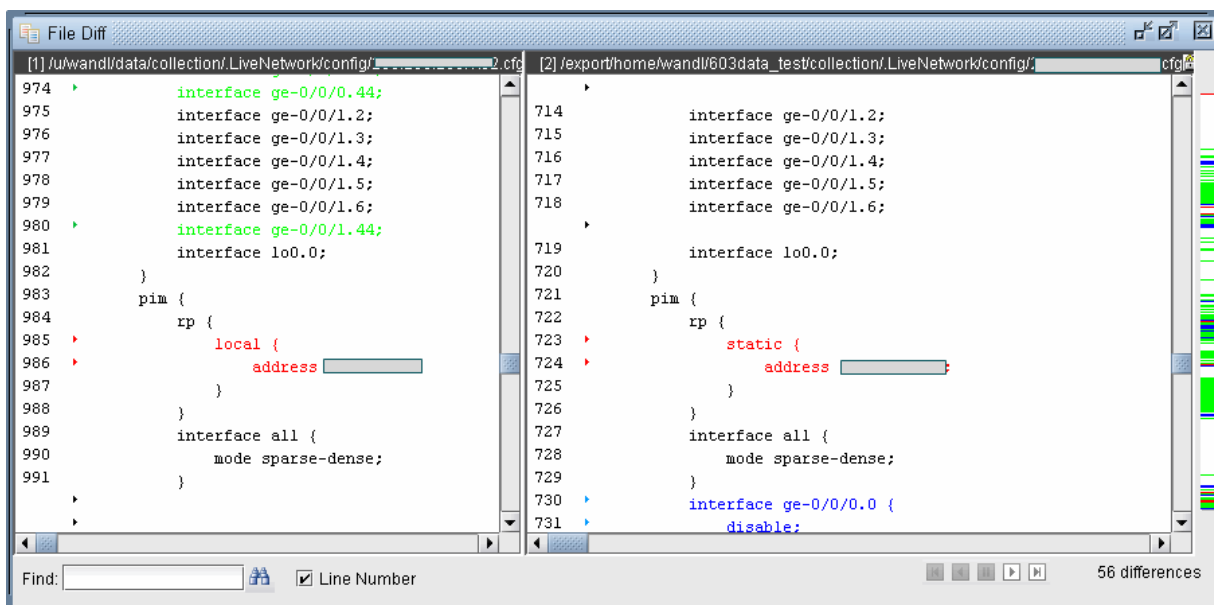 File Diff
[1] /u/wandl/data/collection/.LiveNetwork/config/ .cfg
974 interface ge-0/0/0.44;
975 interface ge-0/0/1.2;
976 interface ge-0/0/1.3;
977 interface ge-0/0/1.4;
978 interface ge-0/0/1.5;
979 interface ge-0/0/1.6;
980 interface ge-0/0/1.44;
981 interface lo0.0;
982 }
983 pim {
984 rp {
985 local {
986 address
987 }
988 }
989 interface all {
990 mode sparse-dense;
991 }
[2] /export/home/wandl/603data_test/collection/.LiveNetwork/config/ cfg
714 interface ge-0/0/1.2;
715 interface ge-0/0/1.3;
716 interface ge-0/0/1.4;
717 interface ge-0/0/1.5;
718 interface ge-0/0/1.6;
719 interface lo0.0;
720 }
721 pim {
722 rp {
723 static {
724 address ;
725 }
726 }
727 interface all {
728 mode sparse-dense;
729 }
730 interface ge-0/0/0.0 {
731 disable;
Find:
Line Number
56 differences